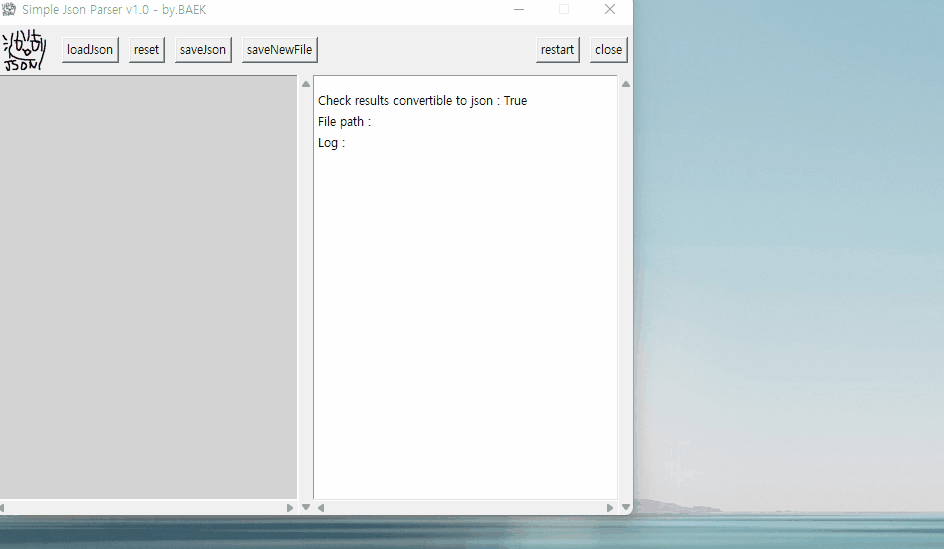 Simple Json Parser v1.0 - by.BAEK
JSON
loadJson reset saveJson saveNewFile restart close
Check results convertible to json : True
File path :
Log :